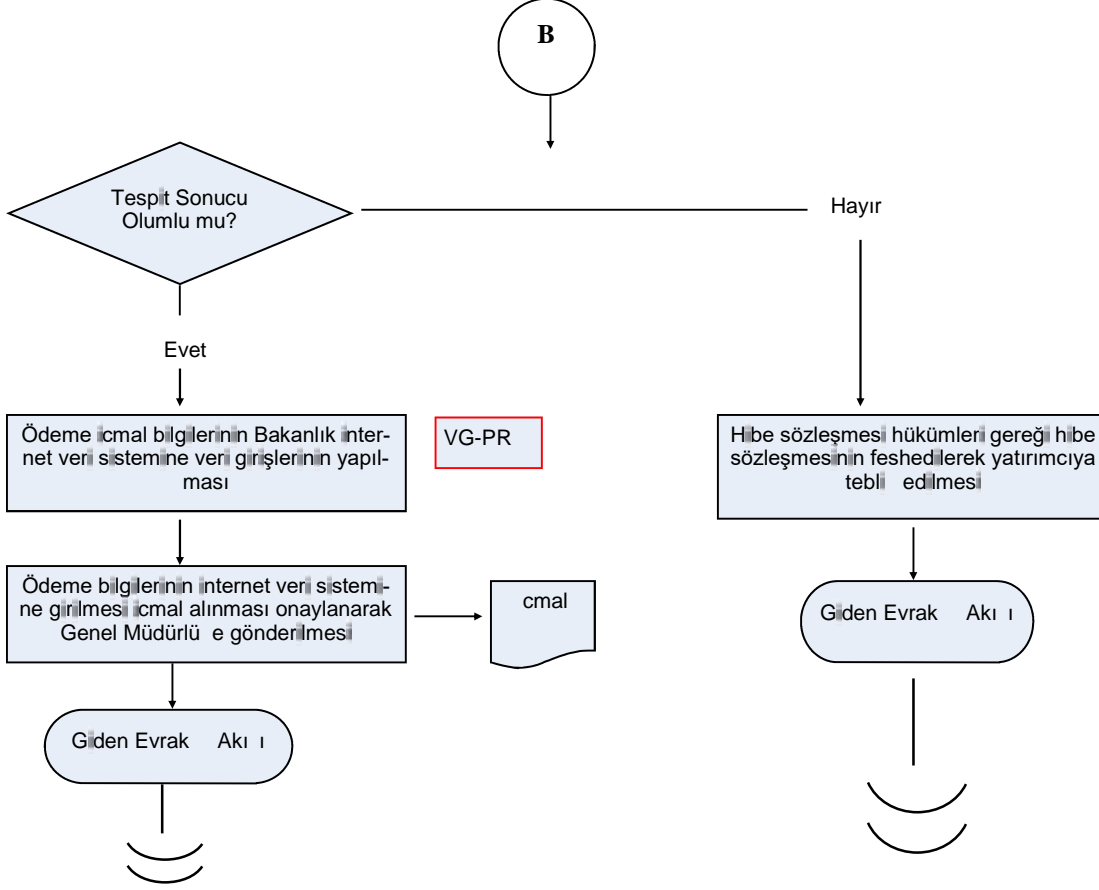 B
Tespit Sonucu
Olumlu mu?
Hayır
Evet
Ödeme icmal bilgilerinin Bakanlık inter-
net veri sistemine veri girişlerinin yapıl-
ması
VG-PR
Hibe sözleşmesi hükümleri gereği hibe
sözleşmesinin feshedilerek yatırımcıya
tebli edilmesi
Ödeme bilgilerinin internet veri sistemi-
ne girilmesi icmal alınması onaylanarak
Genel Müdürlü e gönderilmesi
cmal
Giden Evrak Akı ı
Giden Evrak Akı ı